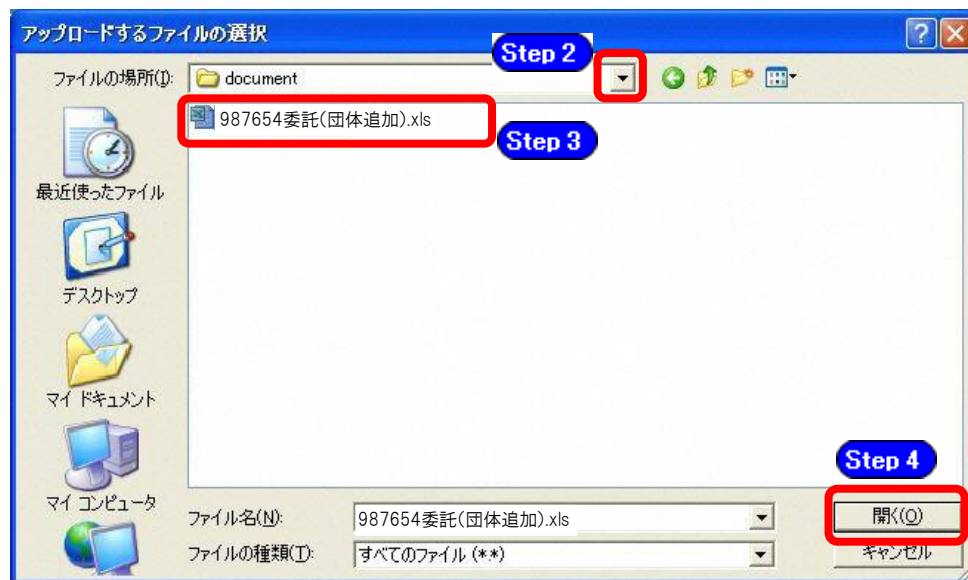 アップロードするファイルの選択
Step 2
ファイルの場所(I):
document
987654委託(団体追加).xls
Step 3
最近使ったファイル
デスクトップ
マイ ドキュメント
マイ コンピュータ
Step 4
ファイル名(N):
987654委託(団体追加).xls
開く(O)
ファイルの種類(T):
すべてのファイル (*.*)
キャンセル